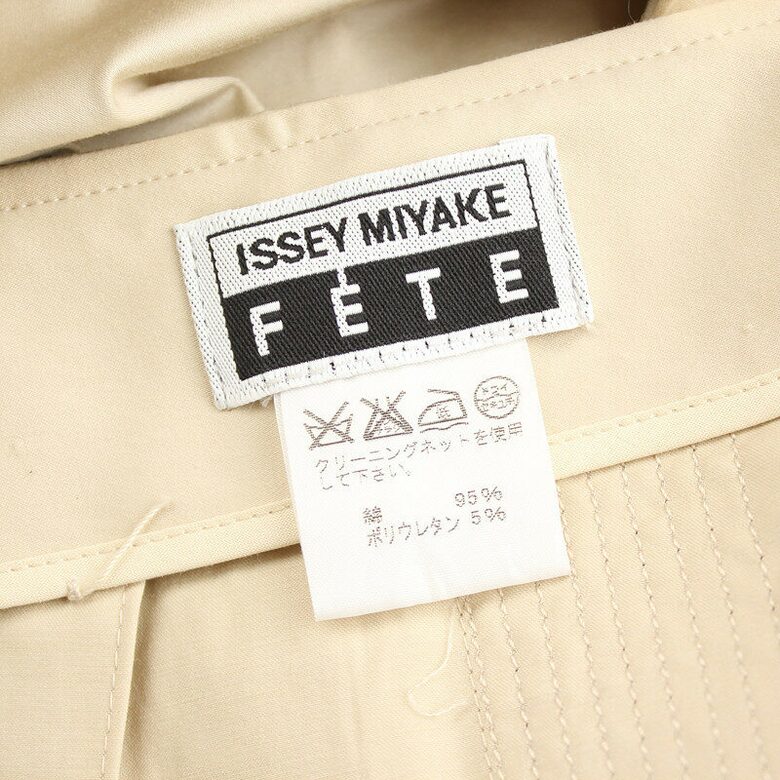 ISSEY MIYAKE
FÉTE
クリーニングネットを使用
して下さい。
綿 95%
ポリウレタン 5%